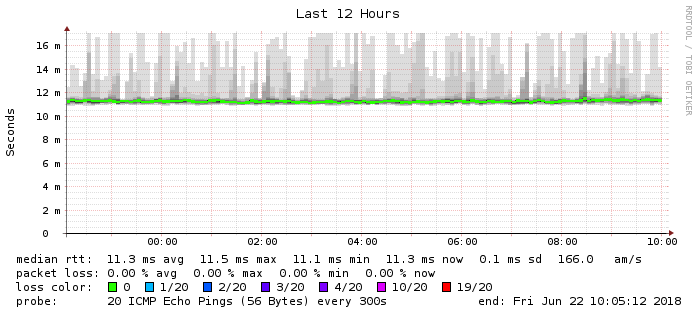 Last 12 Hours
RRDTOOL / TOBI OETIKER
Seconds
16 m
14 m
12 m
10 m
8 m
6 m
4 m
2 m
0
00:00 02:00 04:00 06:00 08:00 10:00
median rtt: 11.3 ms avg 11.5 ms max 11.1 ms min 11.3 ms now 0.1 ms sd 166.0 am/s
packet loss: 0.00 % avg 0.00 % max 0.00 % min 0.00 % now
loss color: 0 1/20 2/20 3/20 4/20 10/20 19/20
probe: 20 ICMP Echo Pings (56 Bytes) every 300s end: Fri Jun 22 10:05:12 2018